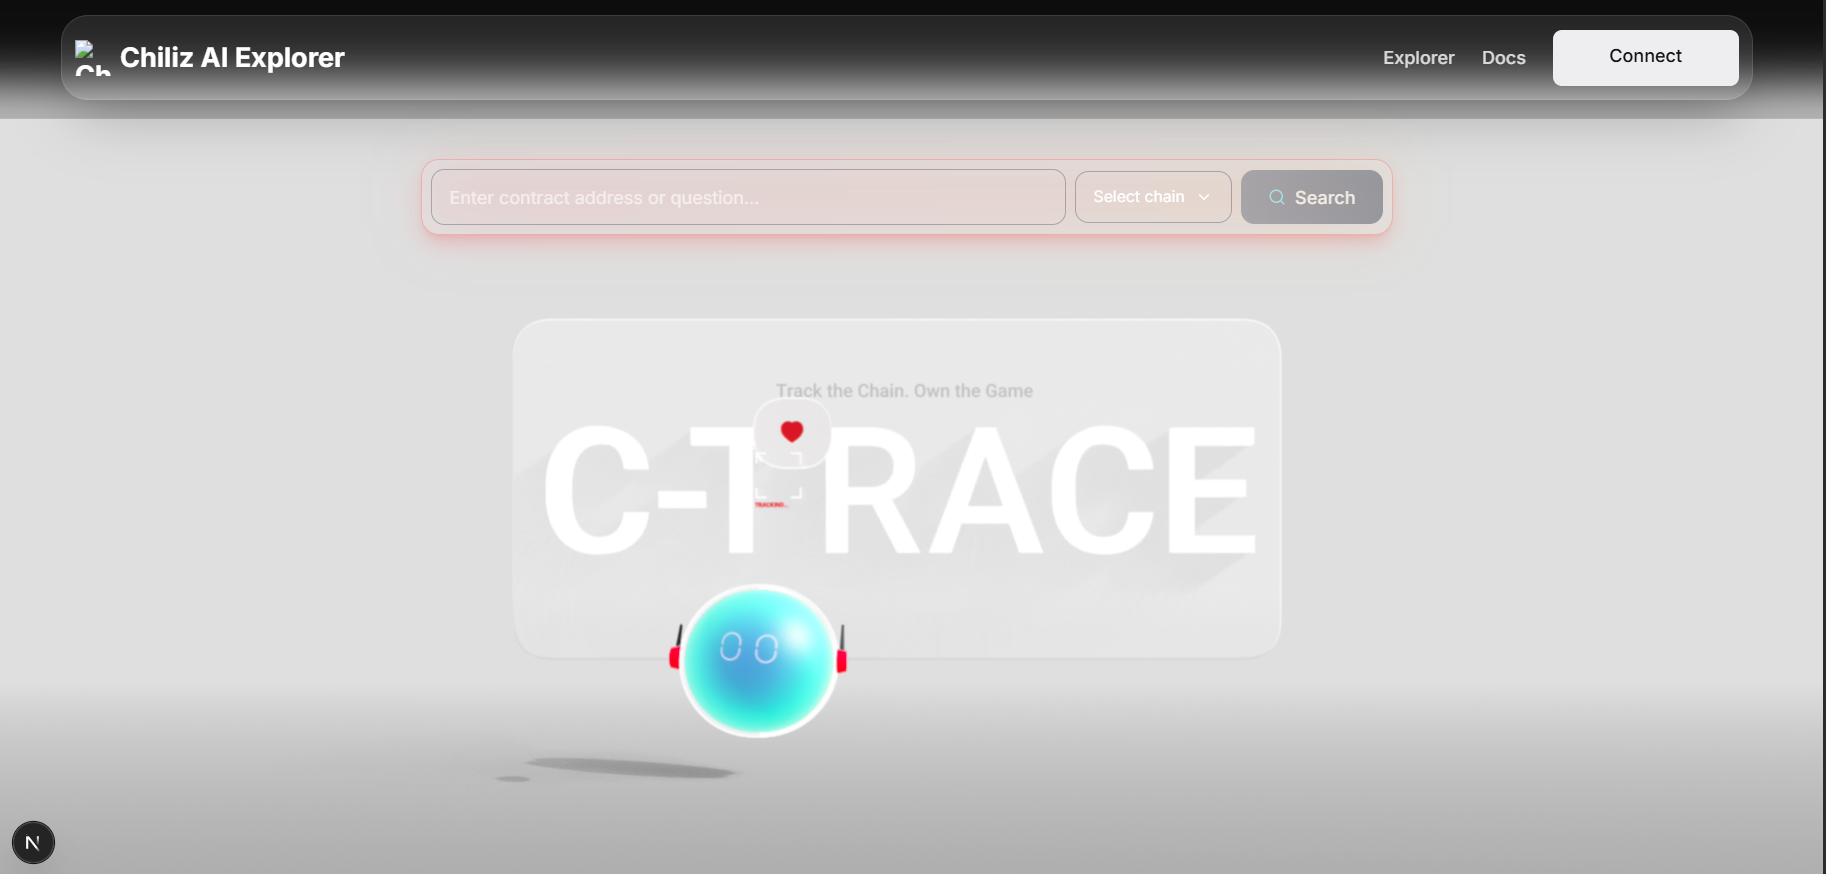 Ch
Chiliz AI Explorer
Explorer
Docs
Connect
Enter contract address or question...
Select chain
Search
Track the Chain. Own the Game
C-TRACE
TRACKING...
00
N